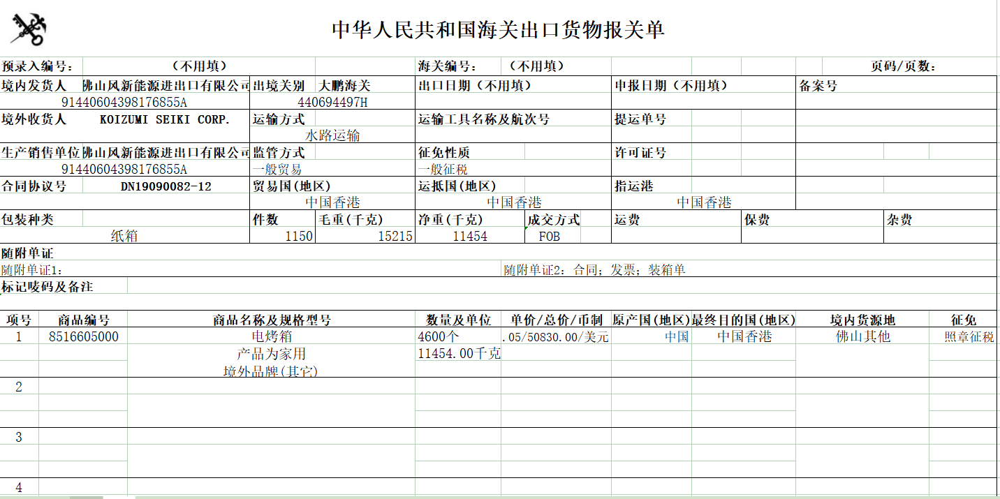 中华人民共和国海关出口货物报关单
预录入编号： （不用填） 海关编号： （不用填） 页码/页数：
境内发货人 佛山风新能源进出口有限公司 出境关别 大鹏海关 出口日期（不用填） 申报日期（不用填） 备案号
91440604398176855A 440694497H
境外收货人 KOIZUMI SEIKI CORP. 运输方式 运输工具名称及航次号 提运单号
水路运输
生产销售单位 佛山风新能源进出口有限公司 监管方式 征免性质 许可证号
91440604398176855A 一般贸易 一般征税
合同协议号 DN19090082-12 贸易国(地区) 运抵国(地区) 指运港
中国香港 中国香港 中国香港
包装种类 件数 毛重(千克) 净重(千克) 成交方式 运费 保费 杂费
纸箱 1150 15215 11454 FOB
随附单证
随附单证1： 随附单证2：合同；发票；装箱单
标记唛码及备注
项号 商品编号 商品名称及规格型号 数量及单位 单价/总价/币制 原产国(地区) 最终目的国(地区) 境内货源地 征免
1 8516605000 电烤箱 4600个 .05/50830.00/美元 中国 中国香港 佛山其他 照章征税
产品为家用 11454.00千克
境外品牌(其它)
2
3
4